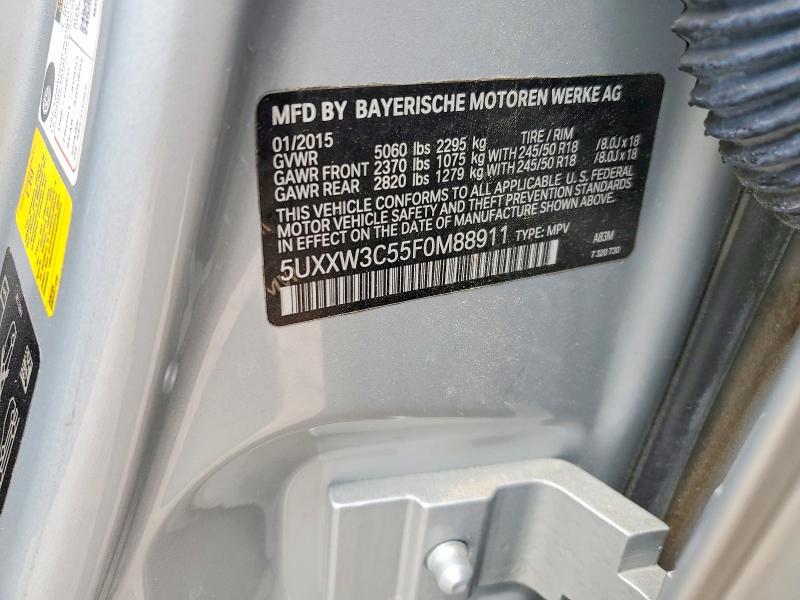 MFD BY BAYERISCHE MOTOREN WERKE AG
01/2015 TIRE / RIM
GVWR 5060 lbs 2295 kg
GAWR FRONT 2370 lbs 1075 kg WITH 245/50 R18 /8.0J x 18
GAWR REAR 2820 lbs 1279 kg WITH 245/50 R18 /8.0J x 18
THIS VEHICLE CONFORMS TO ALL APPLICABLE U.S. FEDERAL
MOTOR VEHICLE SAFETY AND THEFT PREVENTION STANDARDS
IN EFFECT ON THE DATE OF MANUFACTURE SHOWN ABOVE.
5UXXW3C55F0M88911 TYPE: MPV A83M
7 320 730